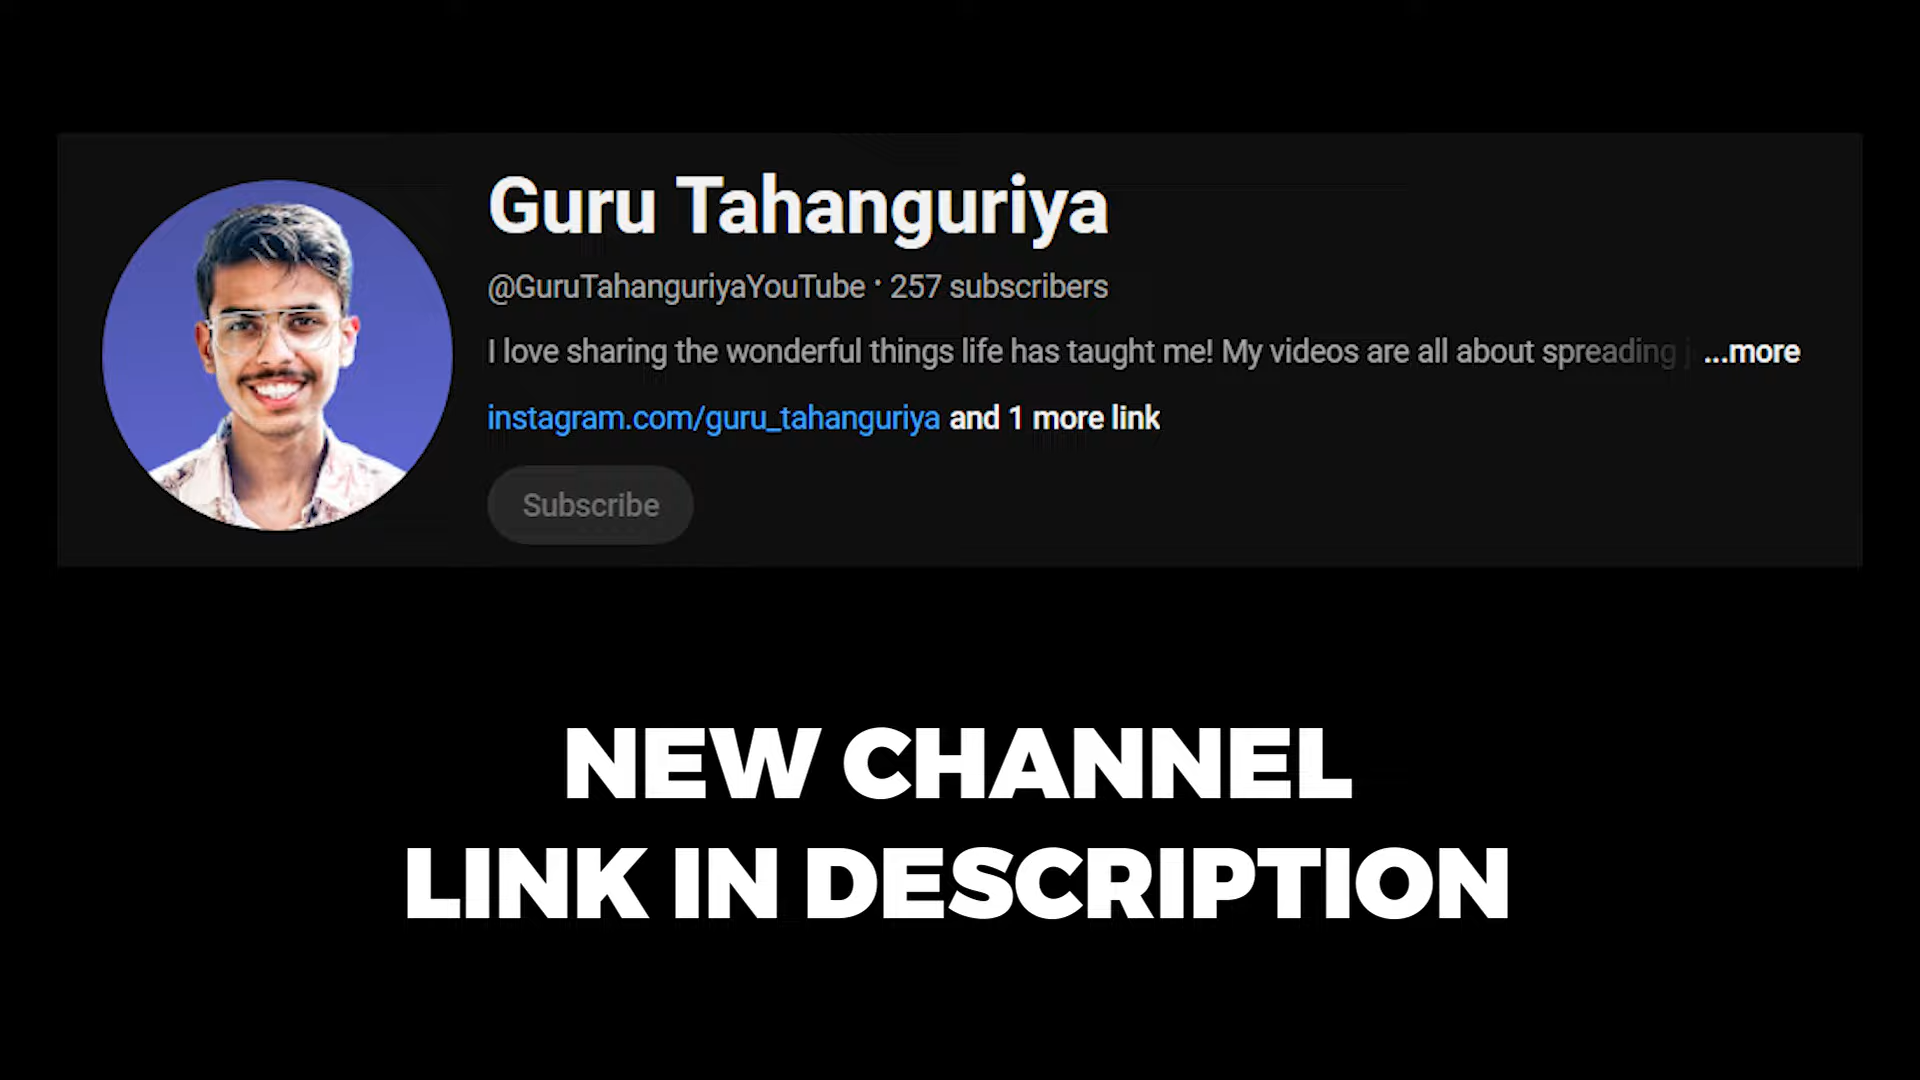 Guru Tahanguriya
@GuruTahanguriyaYouTube · 257 subscribers
I love sharing the wonderful things life has taught me! My videos are all about spreading ...more
instagram.com/guru_tahanguriya and 1 more link
Subscribe
NEW CHANNEL
LINK IN DESCRIPTION